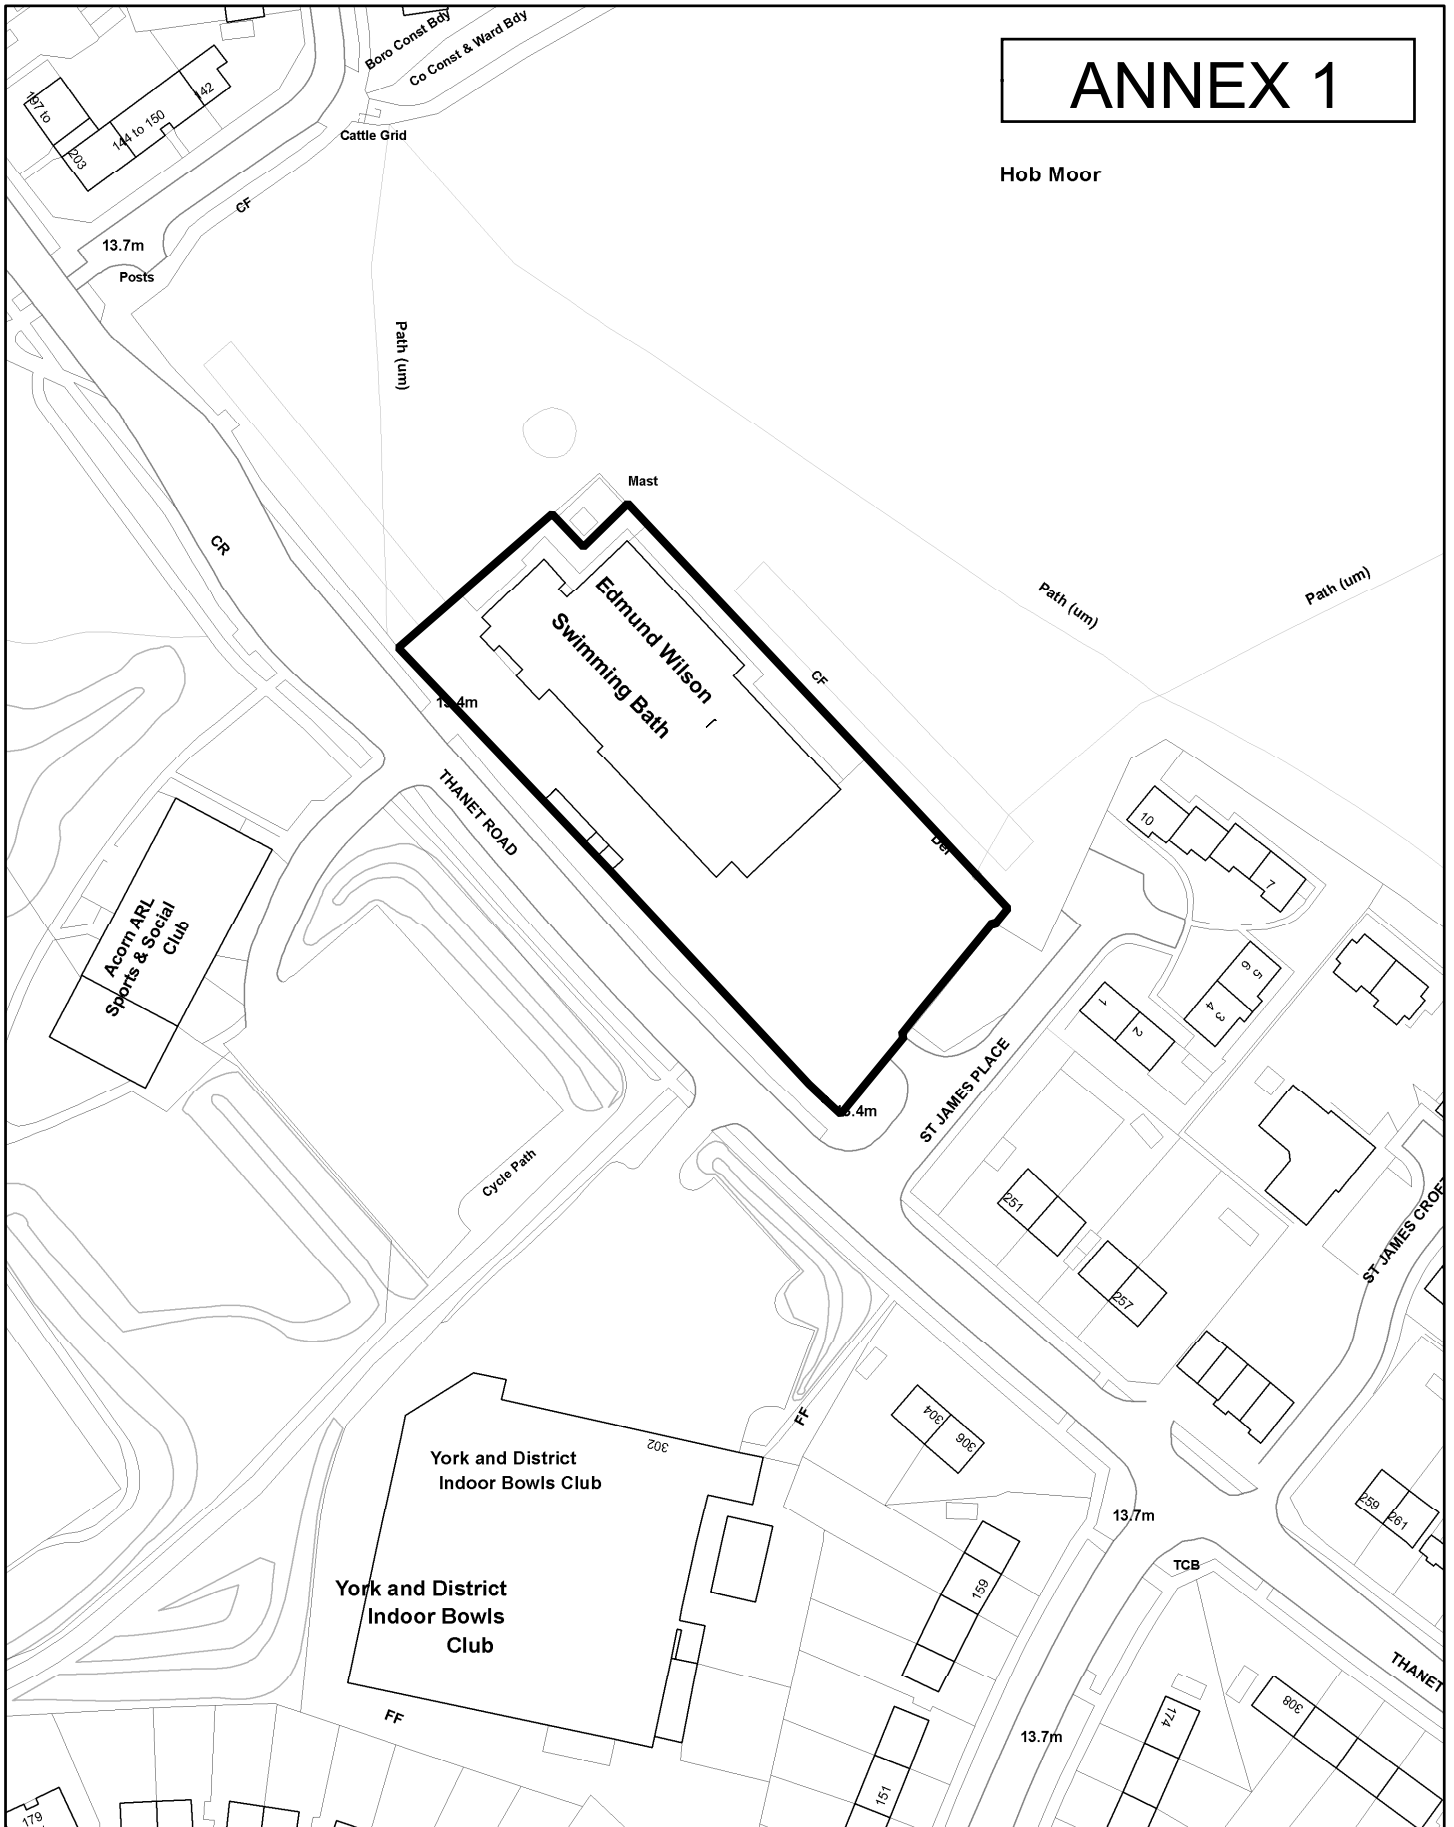 Boro Const Bdy
Co Const & Ward Bdy
ANNEX 1
197 to
203
144 to 150
142
Cattle Grid
Hob Moor
CF
13.7m
Posts
Path (um)
Mast
CR
Edmund Wilson
Swimming Bath
Path (um)
Path (um)
CF
THANET ROAD
10
7
Acorn ARL
Sports & Social
Club
5
6
4
3
1
2
ST JAMES PLACE
Cycle Path
251
257
FF
304
306
302
York and District
Indoor Bowls Club
13.7m
259
261
TCB
York and District
Indoor Bowls
Club
159
THANET
308
FF
174
13.7m
151
179